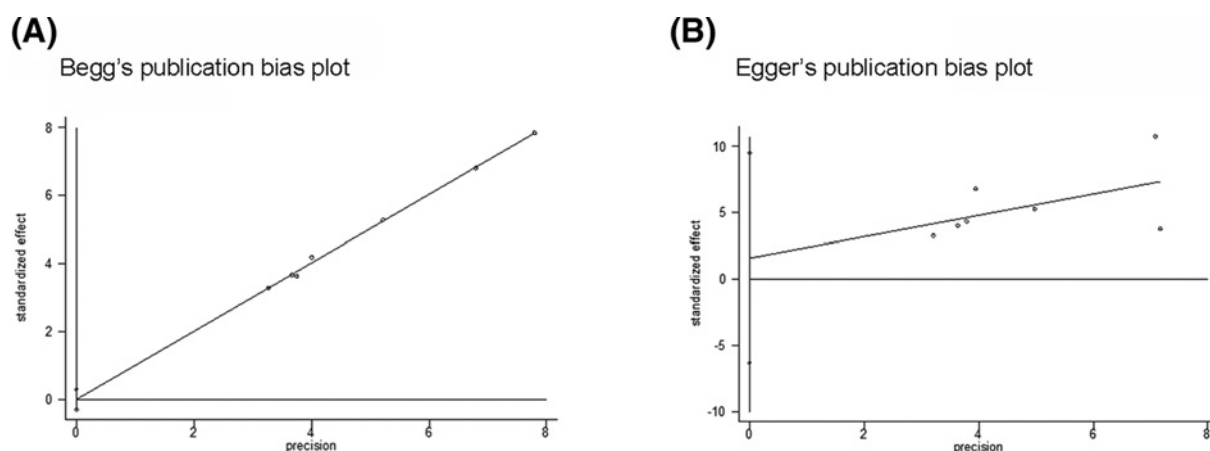 (A)
Begg's publication bias plot
standardized effect
8
6
4
2
0
0 2 4 6 8
precision
(B)
Egger's publication bias plot
standardized effect
10
5
0
-5
-10
0 2 4 6 8
precision